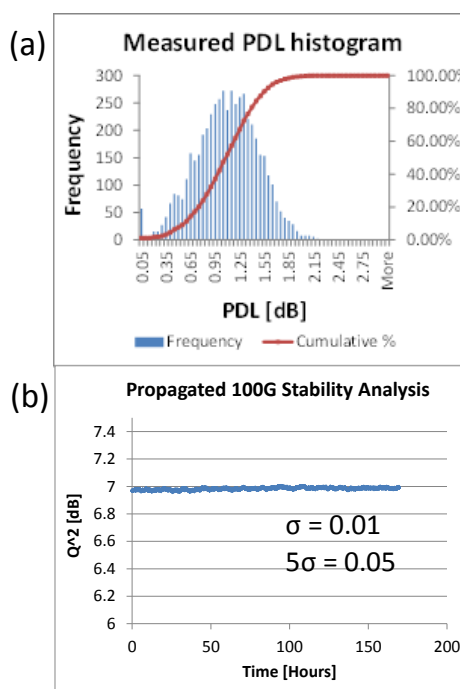 (a)
Measured PDL histogram
Frequency
300
250
200
150
100
50
0
100.00%
80.00%
60.00%
40.00%
20.00%
0.00%
0.05
0.35
0.65
0.95
1.25
1.55
1.85
2.15
2.45
2.75
More
PDL [dB]
Frequency
Cumulative %
(b)
Propagated 100G Stability Analysis
Q^2 [dB]
7.4
7.2
7
6.8
6.6
6.4
6.2
6
σ = 0.01
5σ = 0.05
0
50
100
150
200
Time [Hours]